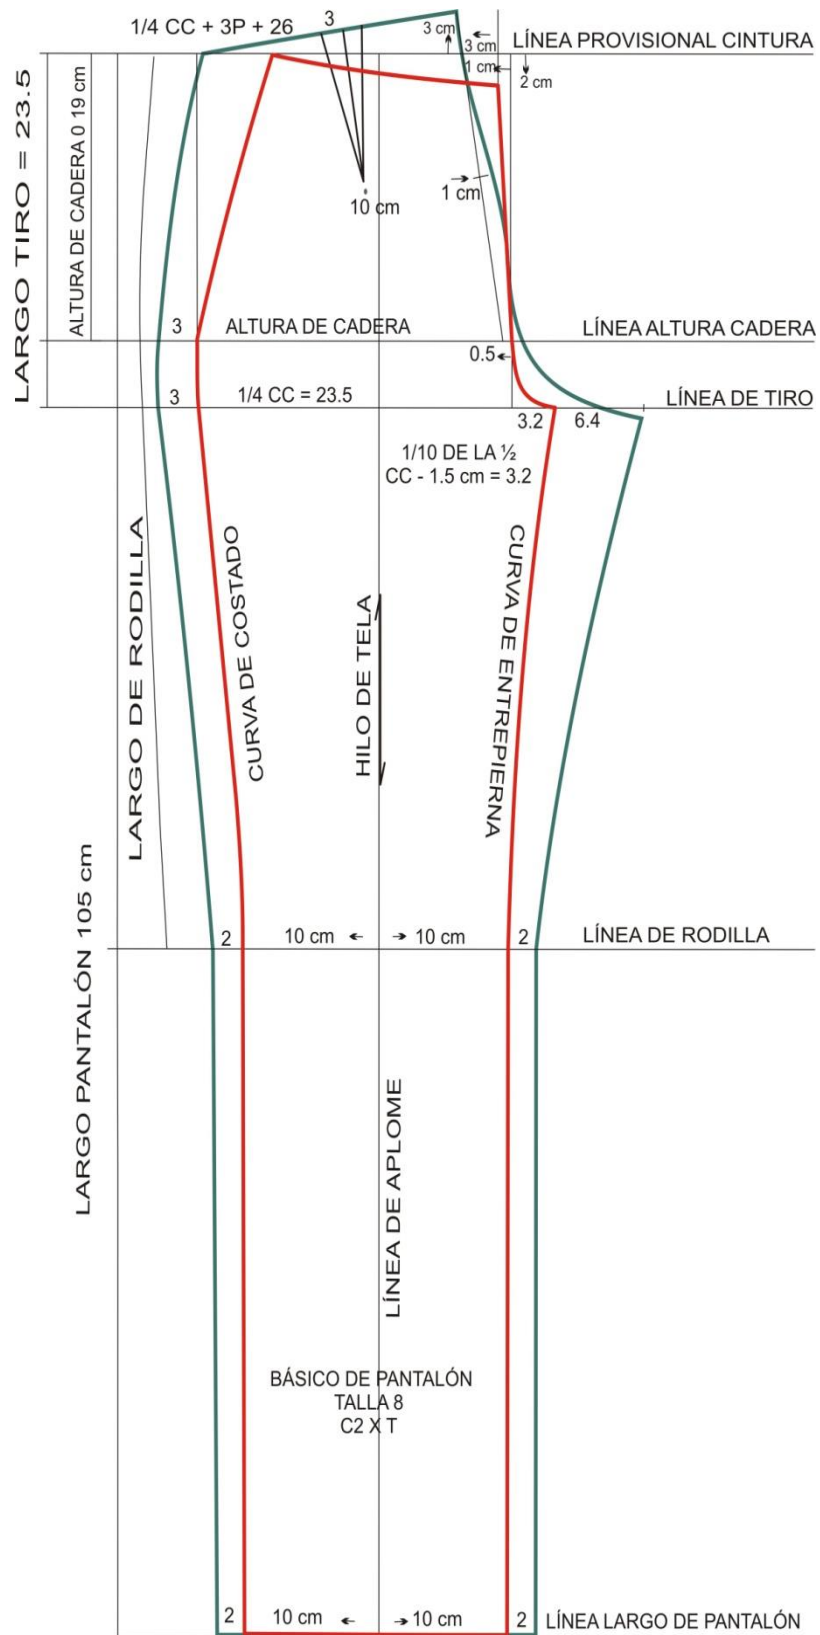 1/4 CC + 3P + 26
3
3 cm
3 cm
LÍNEA PROVISIONAL CINTURA
1 cm
2 cm
LARGO TIRO = 23.5
ALTURA DE CADERA 0 19 cm
10 cm
1 cm
3
ALTURA DE CADERA
LÍNEA ALTURA CADERA
0.5
3
1/4 CC = 23.5
LÍNEA DE TIRO
3.2
6.4
1/10 DE LA ½
CC - 1.5 cm = 3.2
LARGO DE RODILLA
CURVA DE COSTADO
HILO DE TELA
CURVA DE ENTREPIERNA
LARGO PANTALÓN 105 cm
2
10 cm
10 cm
2
LÍNEA DE RODILLA
LÍNEA DE APLOME
BÁSICO DE PANTALÓN
TALLA 8
C2 X T
2
10 cm
10 cm
2
LÍNEA LARGO DE PANTALÓN